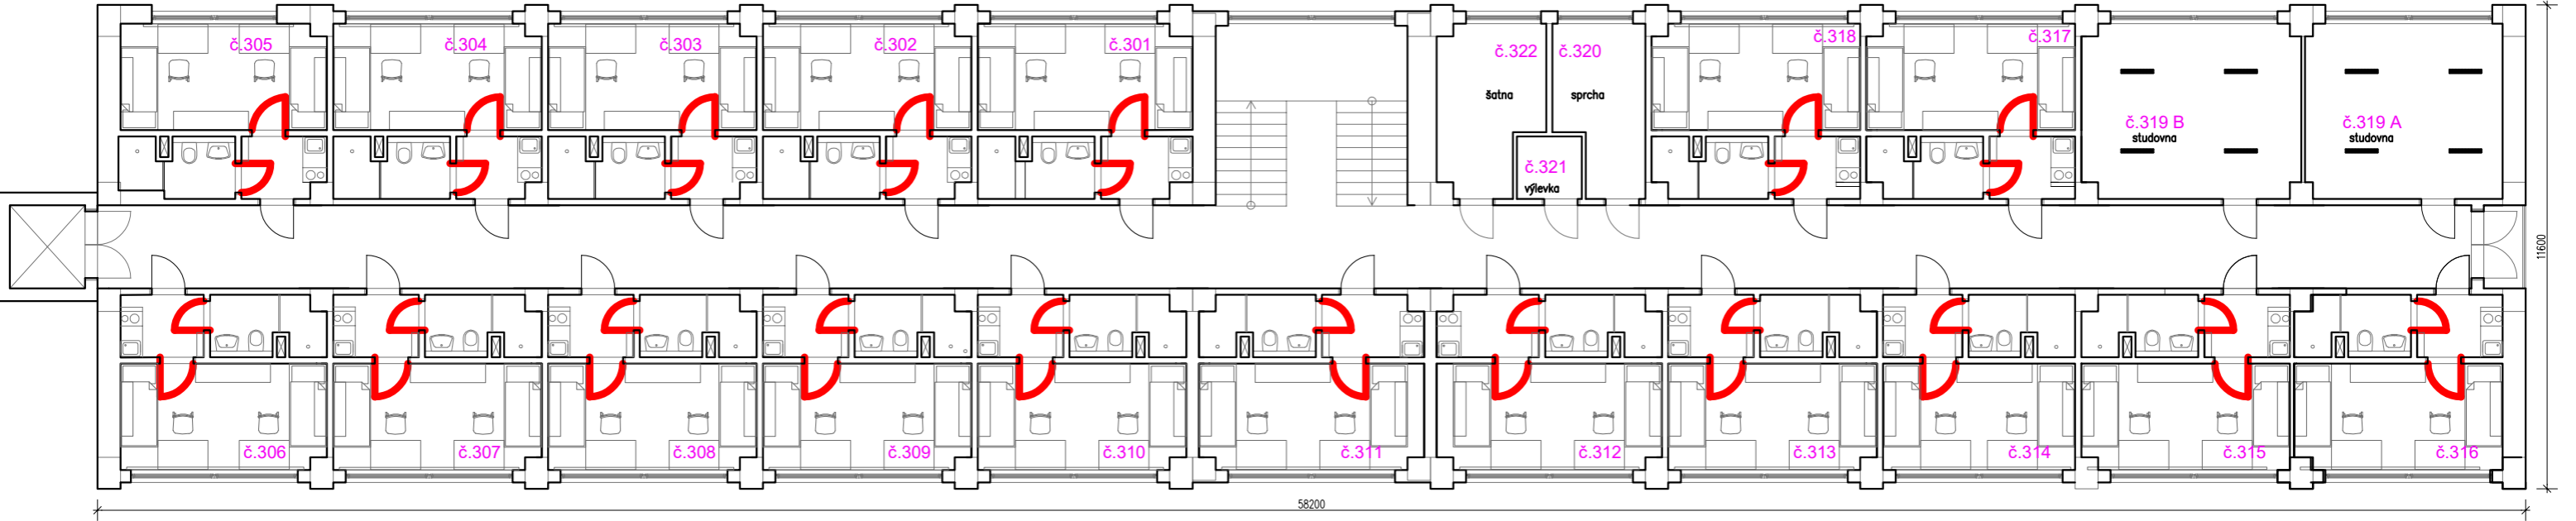 č.305
č.304
č.303
č.302
č.301
č.322
šatna
č.320
sprcha
č.321
výlevka
č.318
č.317
č.319 B
studovna
č.319 A
studovna
11600
č.306
č.307
č.308
č.309
č.310
č.311
č.312
č.313
č.314
č.315
č.316
58200